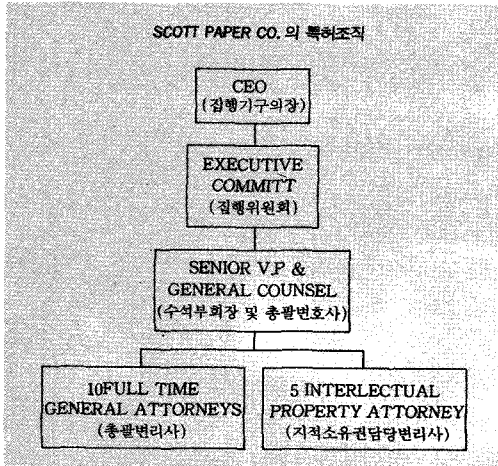 SCOTT PAPER CO. 의 특허조직
CEO
(집행기구의장)
EXECUTIVE
COMMITT
(집행위원회)
SENIOR V.P &
GENERAL COUNSEL
(수석부회장 및 총괄변호사)
10FULL TIME
GENERAL ATTORNEYS
(총괄변리사)
5 INTERLECTUAL
PROPERTY ATTORNEY
(지적소유권담당변리사)